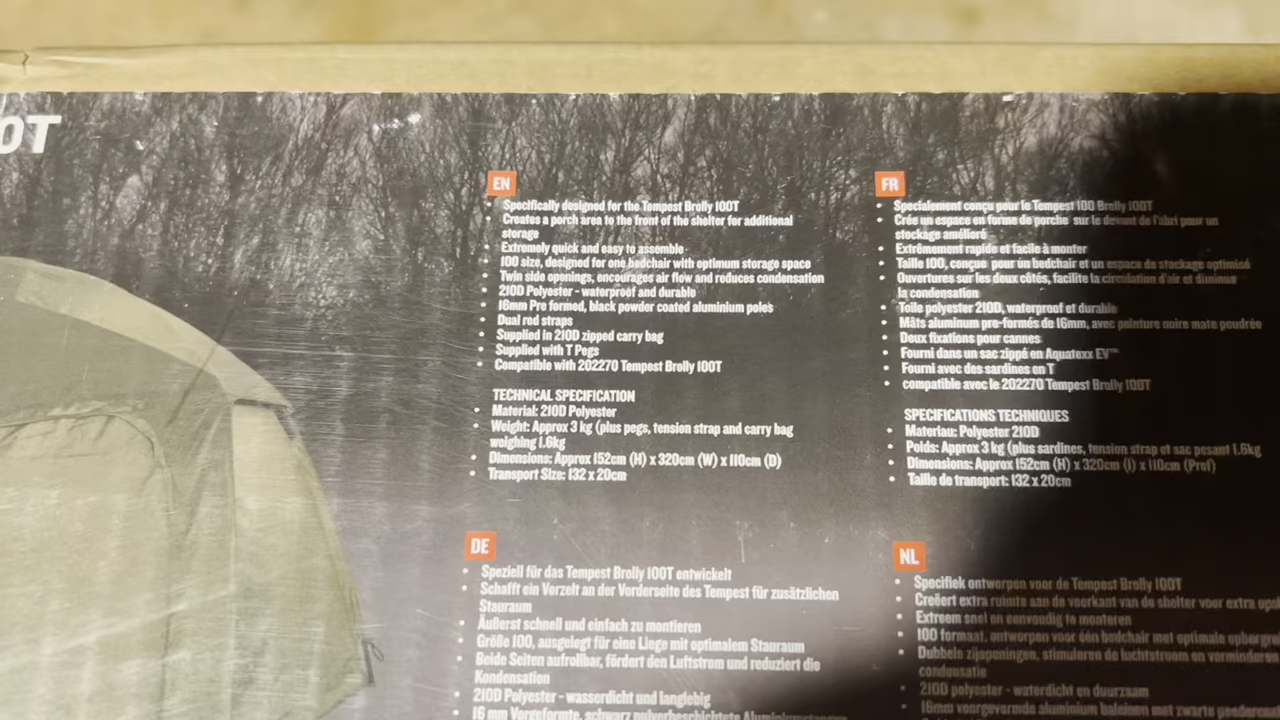 0T
EN
• Specifically designed for the Tempest Brolly 100T
• Creates a porch area to the front of the shelter for additional
storage
• Extremely quick and easy to assemble
• 100 size, designed for one bedchair with optimum storage space
• Twin side openings, encourages air flow and reduces condensation
• 210D Polyester - waterproof and durable
• 16mm Pre formed, black powder coated aluminium poles
• Dual rod straps
• Supplied in 210D zipped carry bag
• Supplied with T Pegs
• Compatible with 202270 Tempest Brolly 100T
TECHNICAL SPECIFICATION
• Material: 210D Polyester
• Weight: Approx 3 kg (plus pegs, tension strap and carry bag
weighing 1.6kg
• Dimensions: Approx 152cm (H) x 320cm (W) x 110cm (D)
• Transport Size: 132 x 20cm
FR
• Specialement conçu pour le Tempest 100 Brolly 100T
• Crée un espace en forme de porche sur le devant de l'abri pour un
stockage amélioré
• Extrêmement rapide et facile à monter
• Taille 100, conçue pour un bedchair et un espace de stockage optimisé
• Ouvertures sur les deux côtés, facilite la circulation d'air et diminue
la condensation
• Toile polyester 210D, waterproof et durable
• Mâts aluminum pre-formés de 16mm, avec peinture noire mate poudrée
• Deux fixations pour cannes
• Fourni dans un sac zippé en Aquatexx EV™
• Fourni avec des sardines en T
• compatible avec le 202270 Tempest Brolly 100T
SPECIFICATIONS TECHNIQUES
• Materiau: Polyester 210D
• Poids: Approx 3 kg (plus sardines, tension strap et sac pesant 1.6kg
• Dimensions: Approx 152cm (H) x 320cm (l) x 110cm (Prof)
• Taille de transport: 132 x 20cm
DE
• Speziell für das Tempest Brolly 100T entwickelt
• Schafft ein Vorzelt an der Vorderseite des Tempest für zusätzlichen
Stauraum
• Äußerst schnell und einfach zu montieren
• Größe 100, ausgelegt für eine Liege mit optimalem Stauraum
• Beide Seiten aufrollbar, fördert den Luftstrom und reduziert die
Kondensation
• 210D Polyester - wasserdicht und langlebig
• 16 mm Vorgeformte, schwarz pulverbeschichtete
NL
• Specifiek ontworpen voor de Tempest Brolly 100T
• Creëert extra ruimte aan de voorkant van de shelter voor extra
• Extreem snel en eenvoudig te monteren
• 100 formaat, ontworpen voor één bedchair met optimale
• Dubbele zijopeningen, stimuleren de luchtstroom en verminderen
condensatie
• 210D polyester - waterdicht en duurzaam
• 16mm voorgevormde aluminium baleinen met zwarte